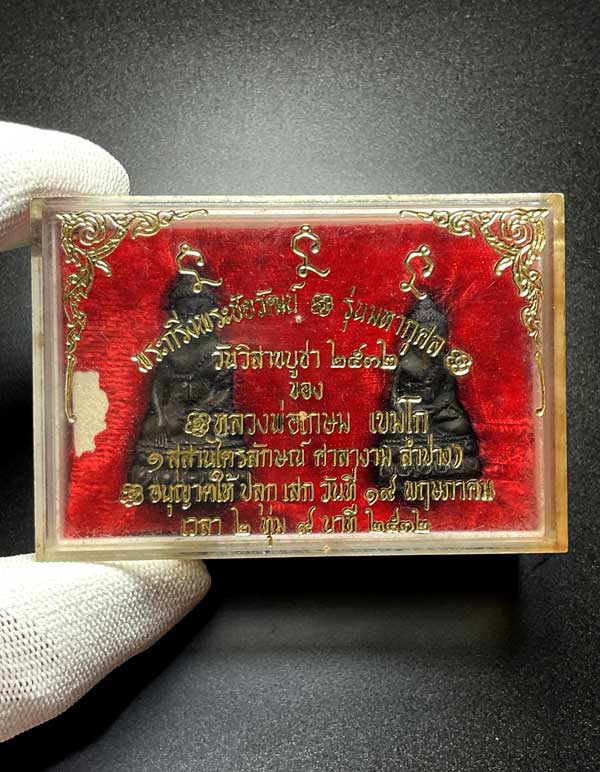 พระกริ่งพระชัยวัฒน์ รุ่นมหากุศล
วันวิสาขบูชา ๒๕๓๒
ของ
หลวงพ่อเกษม เขมโก
สุสานไตรลักษณ์ ศาลางาม ลำปาง
อนุญาตให้ ปลุก เสก วันที่ ๑๙ พฤษภาคม
เวลา ๒ ทุ่ม ๙ นาที ๒๕๓๒